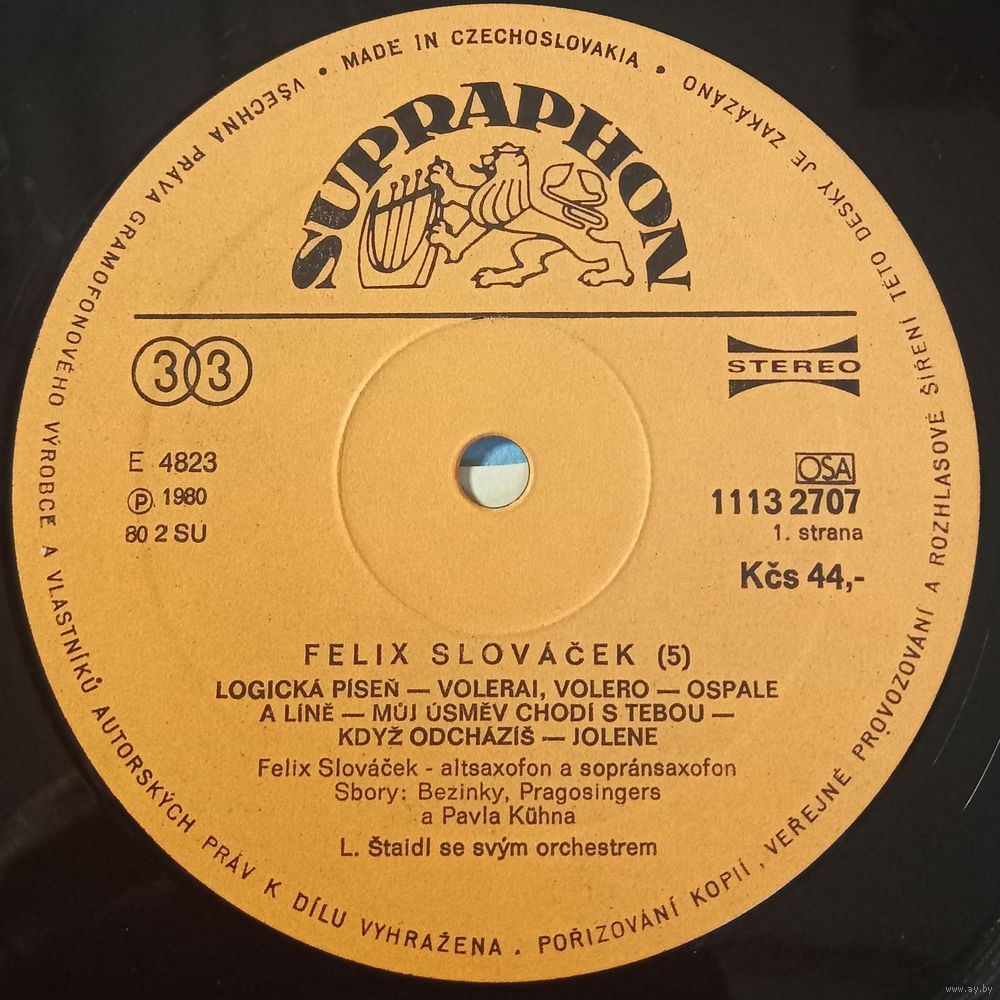 VŠECHNA PRÁVA GRAMOFONOVÉHO VÝROBCE A VLASTNÍKŮ AUTORSKÝCH PRÁV K DÍLU VYHRAŽENA . POŘIZOVÁNÍ KOPIÍ , VEŘEJNÉ PROVOZOVÁNÍ A ROZHLASOVÉ ŠÍŘENÍ TÉTO DESKY JE ZAKÁZÁNO
• MADE IN CZECHOSLOVAKIA •
SUPRAPHON
33
STEREO
E 4823
Ⓟ 1980
80 2 SU
OSA
1113 2707
1. strana
Kčs 44,-
FELIX SLOVÁČEK (5)
LOGICKÁ PÍSEŇ — VOLERAI, VOLERO — OSPALE
A LÍNĚ — MŮJ ÚSMĚV CHODÍ S TEBOU —
KDYŽ ODCHÁZÍŠ — JOLENE
Felix Slováček - altsaxofon a sopránsaxofon
Sbory: Bezinky, Pragosingers
a Pavla Kühna
L. Štaidl se svým orchestrem
www.ay.by